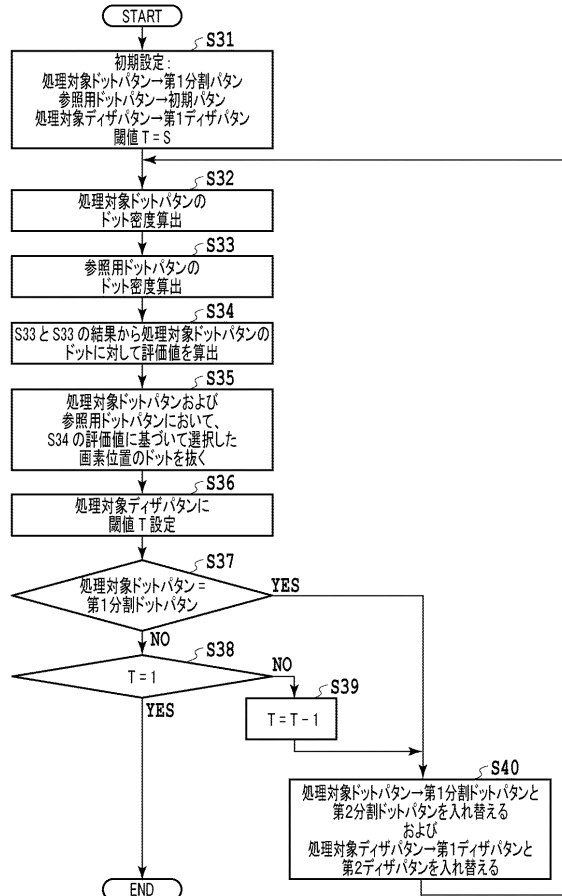 START
S31
初期設定:
処理対象ドットパタン→第1分割パタン
参照用ドットパタン→初期パタン
処理対象ディザパタン→第1ディザパタン
閾値 T = S
S32
処理対象ドットパタンの
ドット密度算出
S33
参照用ドットパタンの
ドット密度算出
S34
S33 と S33 の結果から処理対象ドットパタンの
ドットに対して評価値を算出
S35
処理対象ドットパタンおよび
参照用ドットパタンにおいて、
S34 の評価値に基づいて選択した
画素位置のドットを抜く
S36
処理対象ディザパタンに
閾値 T 設定
S37
処理対象ドットパタン =
第1分割ドットパタン
YES
NO
S38
T = 1
NO
YES
S39
T = T - 1
S40
処理対象ドットパタン→第1分割ドットパタンと
第2分割ドットパタンを入れ替える
および
処理対象ディザパタン→第1ディザパタンと
第2ディザパタンを入れ替える
END